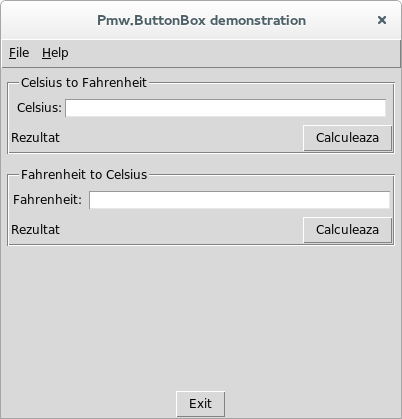 Pmw.ButtonBox demonstration
File Help
Celsius to Fahrenheit
Celsius:
Rezultat Calculeaza
Fahrenheit to Celsius
Fahrenheit:
Rezultat Calculeaza
Exit